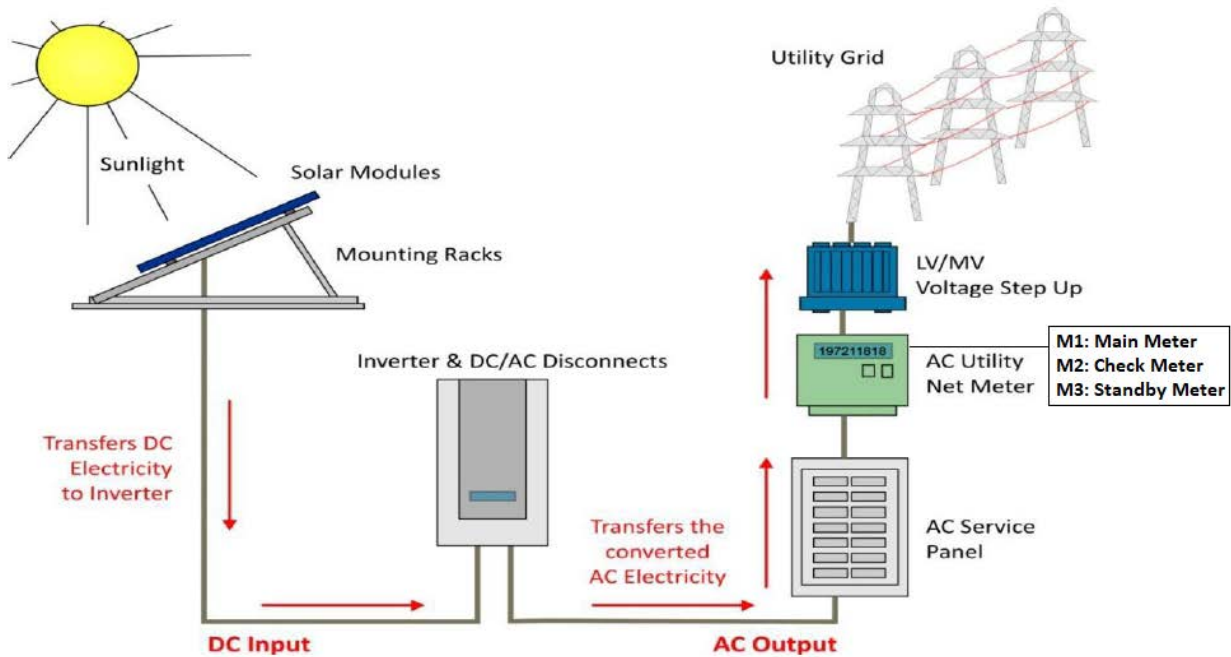 Utility Grid
Sunlight
Solar Modules
Mounting Racks
LV/MV
Voltage Step Up
197211818
AC Utility
Net Meter
M1: Main Meter
M2: Check Meter
M3: Standby Meter
Inverter & DC/AC Disconnects
Transfers DC
Electricity
to Inverter
Transfers the
converted
AC Electricity
AC Service
Panel
DC Input
AC Output